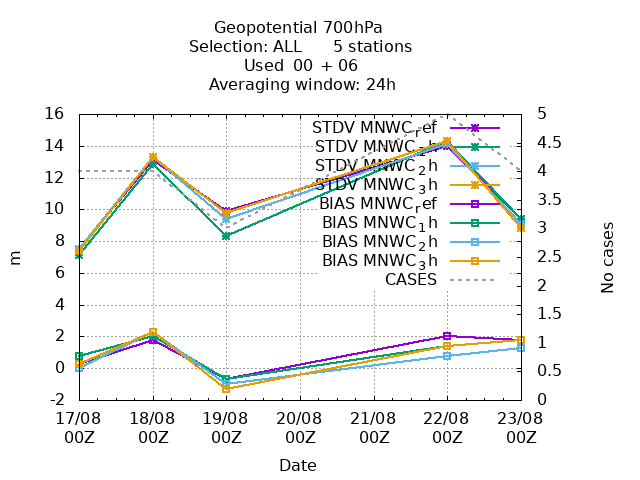 Geopotential 700hPa
Selection: ALL 5 stations
Used 00 + 06
Averaging window: 24h
16
14
12
10
8
6
4
2
0
-2
m
5
4.5
4
3.5
3
2.5
2
1.5
1
0.5
0
No cases
STDV MNWC_ref
STDV MNWC_1h
STDV MNWC_2h
STDV MNWC_3h
BIAS MNWC_ref
BIAS MNWC_1h
BIAS MNWC_2h
BIAS MNWC_3h
CASES
17/08 18/08 19/08 20/08 21/08 22/08 23/08
00Z 00Z 00Z 00Z 00Z 00Z 00Z
Date